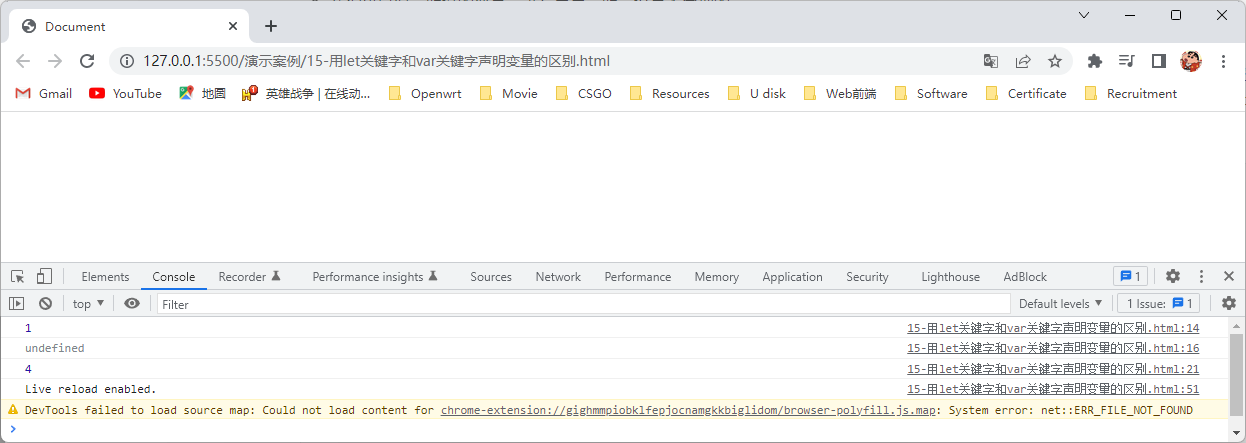 Document
127.0.0.1:5500/演示案例/15-用let关键字和var关键字声明变量的区别.html
Gmail YouTube 地图 英雄战争 | 在线动... Openwrt Movie CSGO Resources U disk Web前端 Software Certificate Recruitment
Elements Console Recorder Performance insights Sources Network Performance Memory Application Security Lighthouse AdBlock 1
top Filter Default levels 1 Issue: 1
1 15-用let关键字和var关键字声明变量的区别.html:14
undefined 15-用let关键字和var关键字声明变量的区别.html:16
4 15-用let关键字和var关键字声明变量的区别.html:21
Live reload enabled. 15-用let关键字和var关键字声明变量的区别.html:51
DevTools failed to load source map: Could not load content for chrome-extension://gighmmpiobklfepjocnamgkkbiglidom/browser-polyfill.js.map: System error: net::ERR_FILE_NOT_FOUND